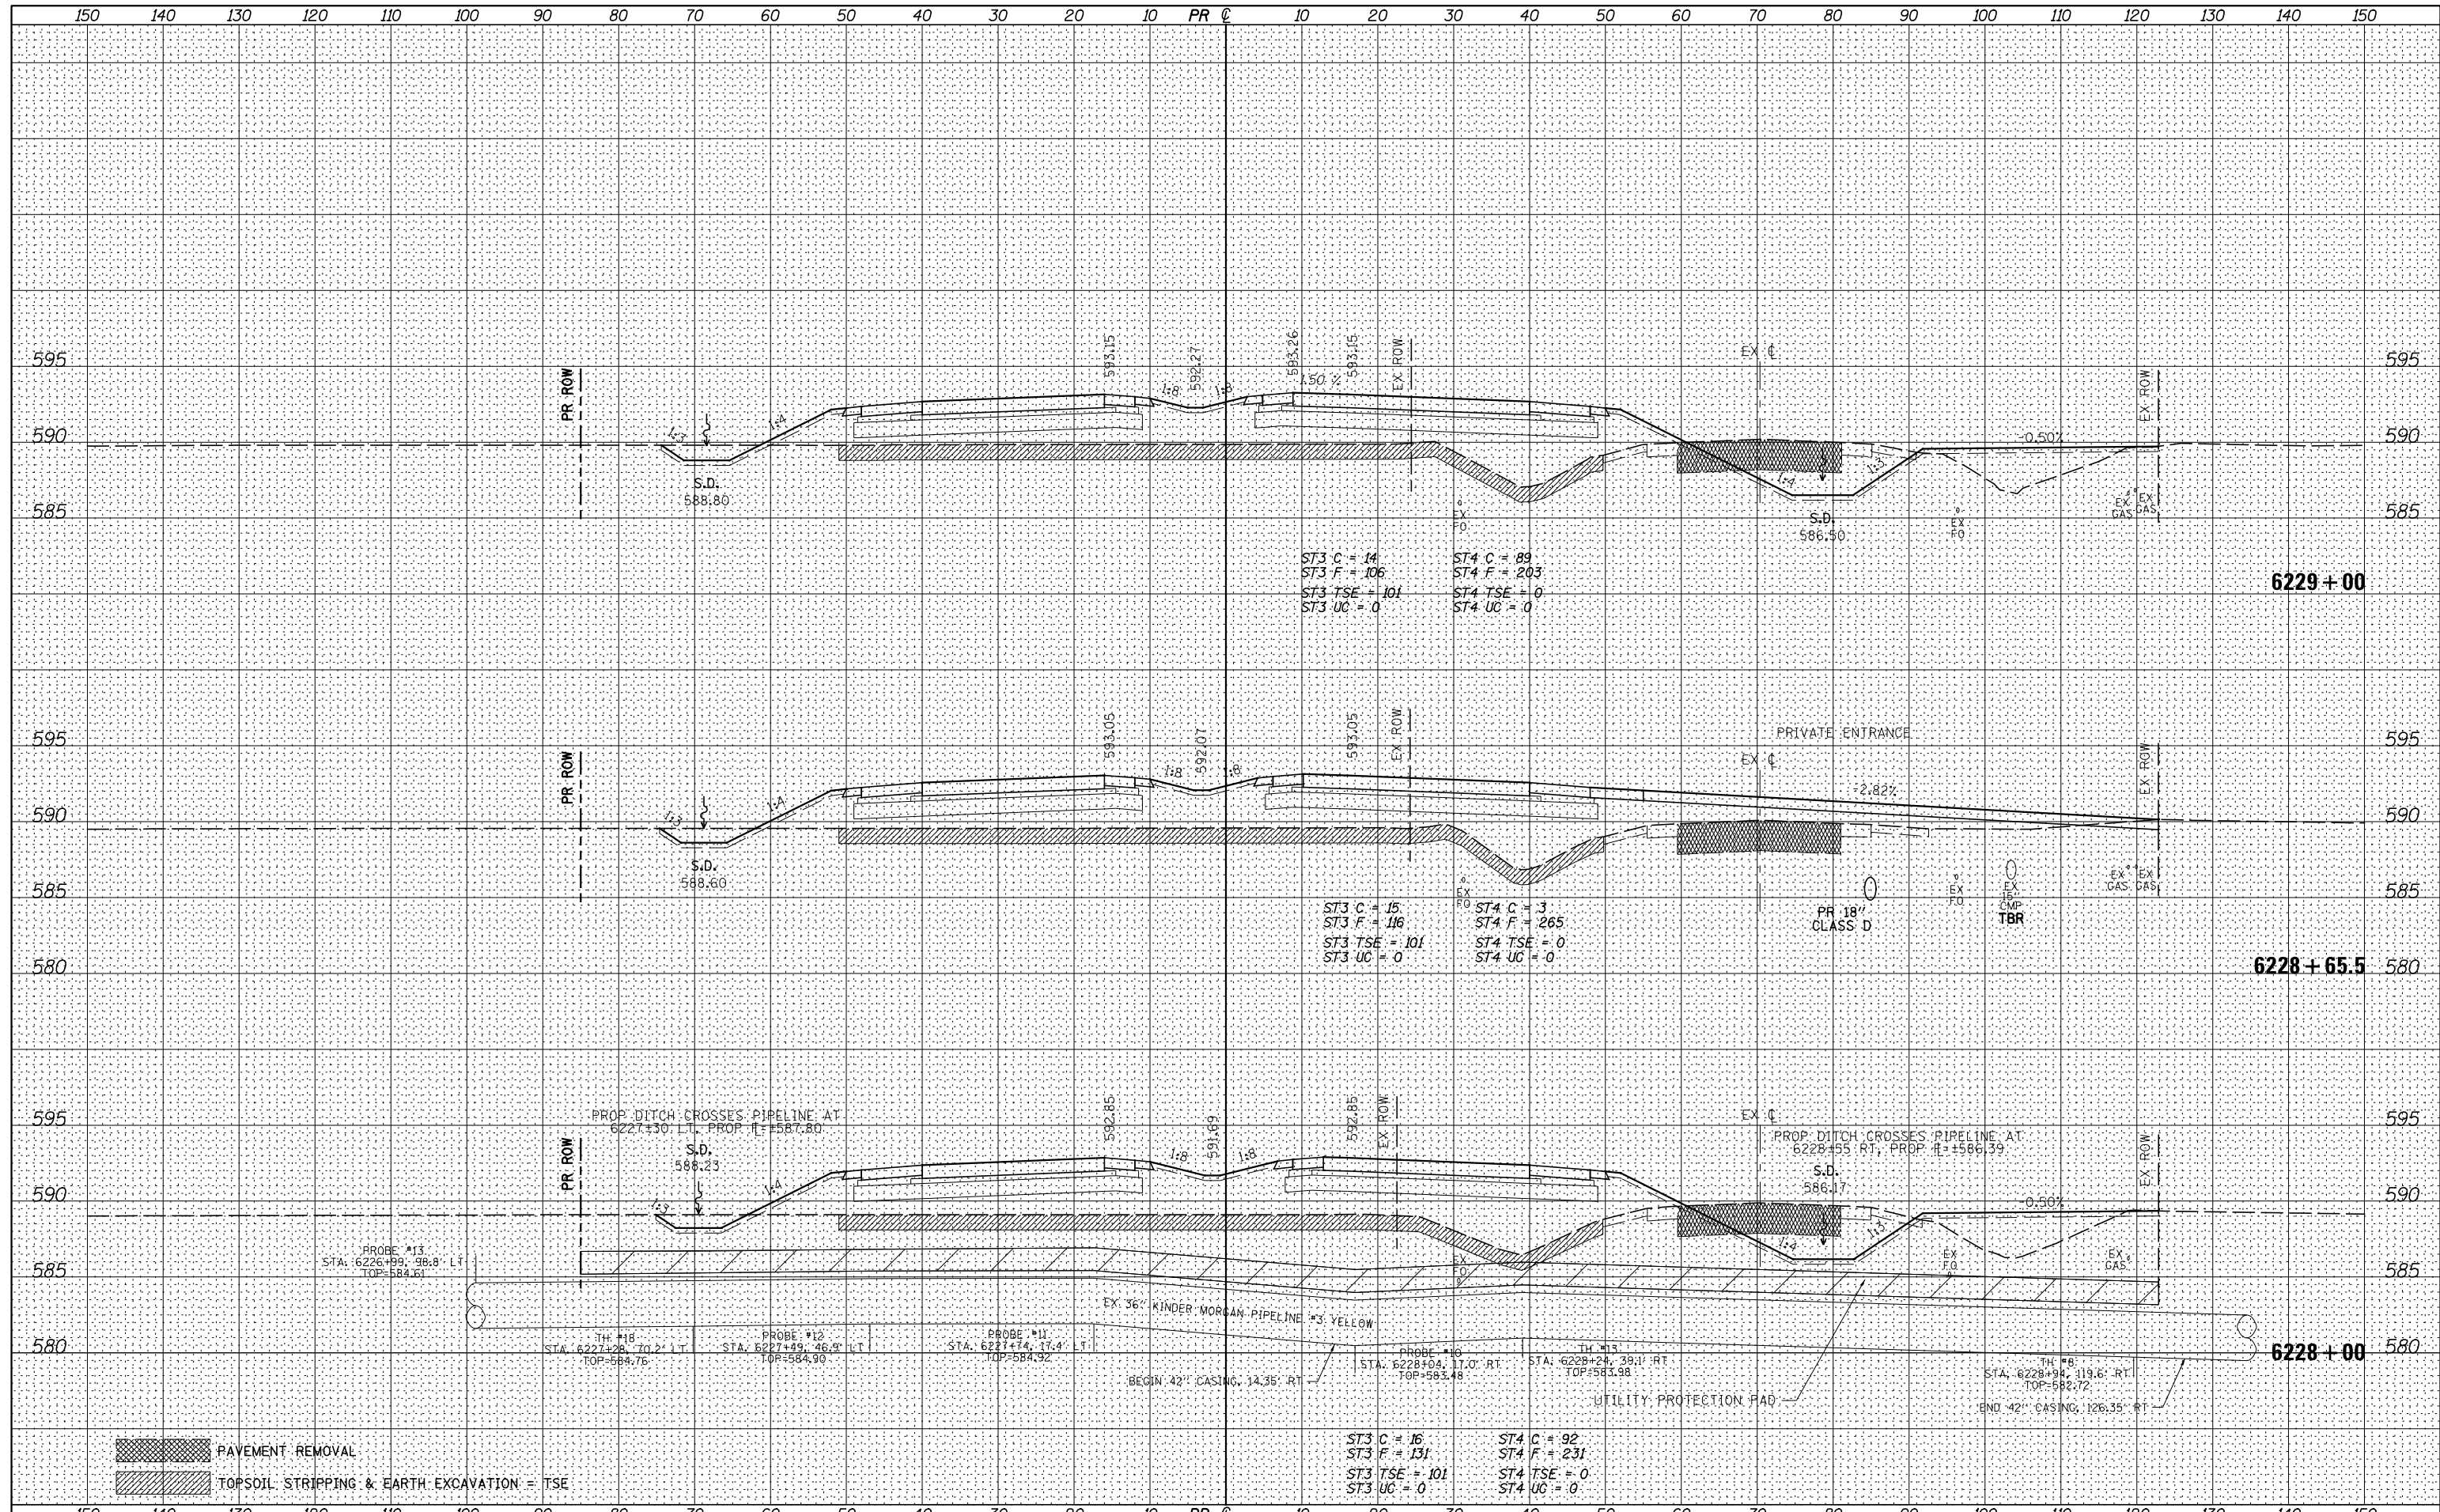 150 140 130 120 110 100 90 80 70 60 50 40 30 20 10 PR ℄ 10 20 30 40 50 60 70 80 90 100 110 120 130 140 150
595 595
590 590
585 585
PR ROW
593.15
592.27
593.26
593.15
EX ROW
EX ℄
EX ROW
1:3
1:4
1:8
1:8
1.50 %
1:4
1:3
-0.50%
S.D.
588.80
S.D.
586.50
EX
FO
EX
FO
EX
GAS
EX
GAS
ST3 C = 14
ST3 F = 106
ST3 TSE = 101
ST3 UC = 0
ST4 C = 89
ST4 F = 203
ST4 TSE = 0
ST4 UC = 0
6229+00
595 595
590 590
585 585
580 580
PR ROW
593.05
592.07
593.05
EX ROW
PRIVATE ENTRANCE
EX ℄
EX ROW
1:3
1:4
1:8
1:8
-2.82%
S.D.
588.60
EX
FO
PR 18"
CLASS D
EX
FO
EX
15"
CMP
TBR
EX
GAS
EX
GAS
ST3 C = 15
ST3 F = 116
ST3 TSE = 101
ST3 UC = 0
ST4 C = 3
ST4 F = 265
ST4 TSE = 0
ST4 UC = 0
6228+65.5
595 595
590 590
585 585
580 580
PROP DITCH CROSSES PIPELINE AT
6227±30 LT, PROP ℄=±587.80
S.D.
588.23
PR ROW
592.85
591.69
592.85
EX ROW
EX ℄
PROP DITCH CROSSES PIPELINE AT
6228±55 RT, PROP ℄=±586.39
S.D.
586.17
EX ROW
1:3
1:4
1:8
1:8
1:4
1:3
-0.50%
EX
FO
EX
FO
EX
GAS
PROBE #13
STA. 6226+99, 98.8' LT
TOP=584.61
EX 36" KINDER MORGAN PIPELINE #3 YELLOW
TH #18
STA. 6227+28, 70.2' LT
TOP=584.76
PROBE #12
STA. 6227+49, 46.9' LT
TOP=584.90
PROBE #11
STA. 6227+74, 17.4' LT
TOP=584.92
BEGIN 42" CASING, 14.35' RT
PROBE #10
STA. 6228+04, 17.0' RT
TOP=583.48
TH #13
STA. 6228+24, 39.1' RT
TOP=583.98
UTILITY PROTECTION PAD
TH #8
STA. 6228+94, 119.6' RT
TOP=582.72
END 42" CASING, 126.35' RT
6228+00
ST3 C = 16
ST3 F = 131
ST3 TSE = 101
ST3 UC = 0
ST4 C = 92
ST4 F = 231
ST4 TSE = 0
ST4 UC = 0
PAVEMENT REMOVAL
TOPSOIL STRIPPING & EARTH EXCAVATION = TSE